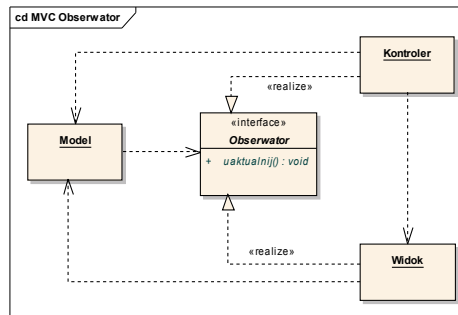 cd MVC Obserwator
Kontroler
«realize»
«interface»
Obserwator
+ uaktualnij() : void
Model
«realize»
Widok